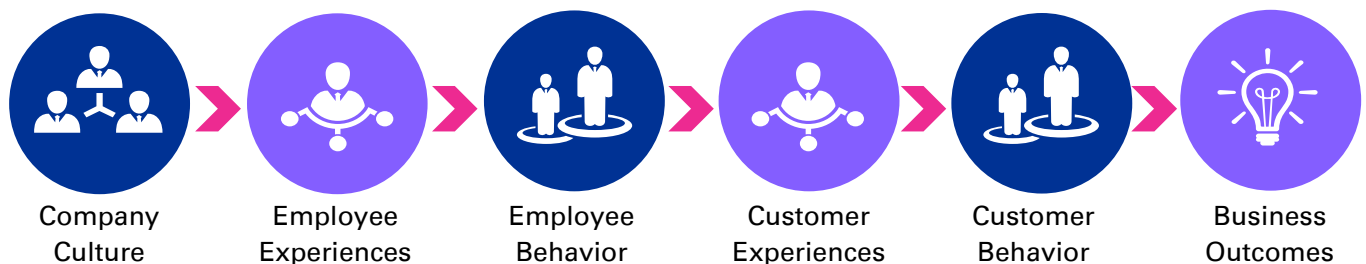 Company
Culture
Employee
Experiences
Employee
Behavior
Customer
Experiences
Customer
Behavior
Business
Outcomes